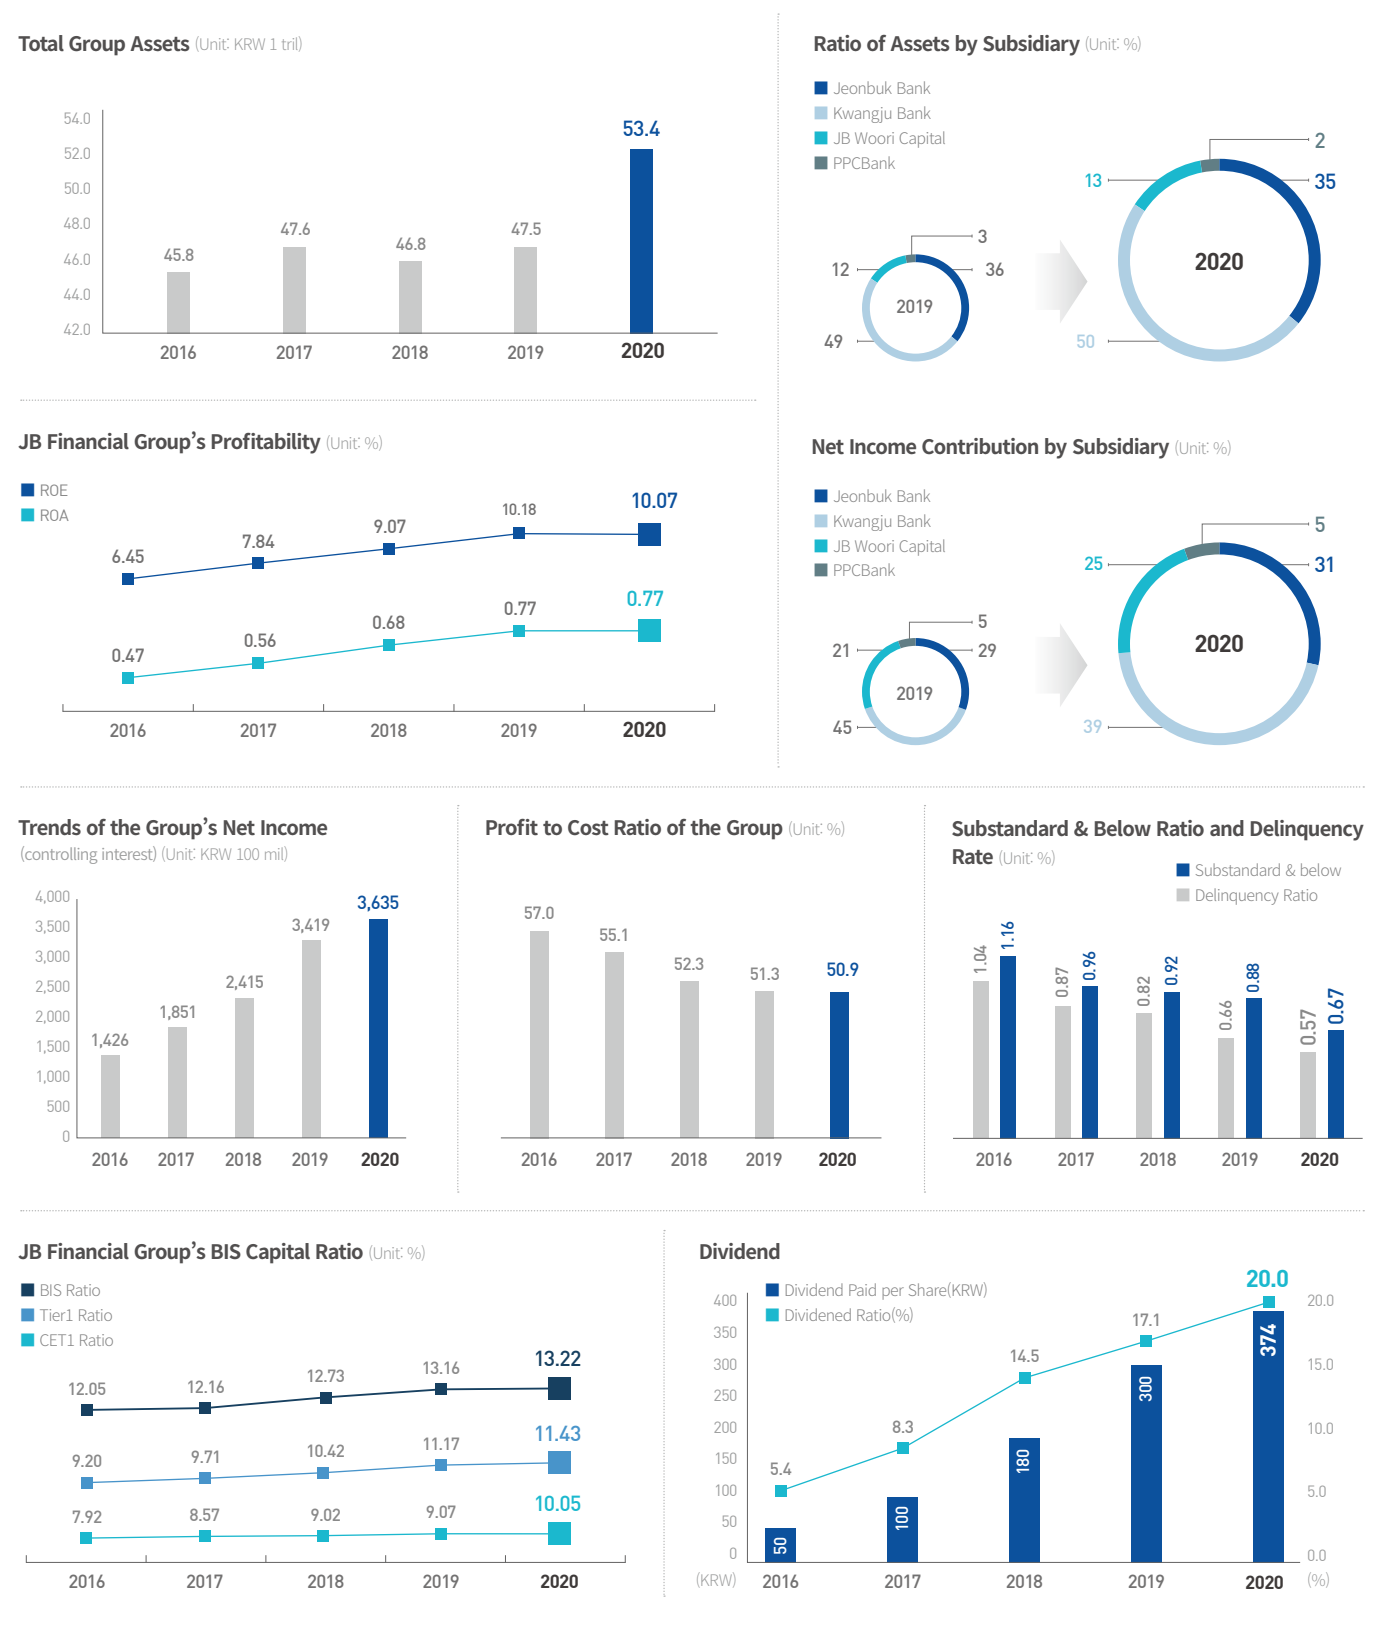 Total Group Assets (Unit: KRW 1 tril)
54.0
52.0
50.0
48.0
46.0
44.0
42.0
45.8
47.6
46.8
47.5
53.4
2016 2017 2018 2019 2020
Ratio of Assets by Subsidiary (Unit: %)
Jeonbuk Bank
Kwangju Bank
JB Woori Capital
PPCBank
3
12 36
2019
49
2
13 35
2020
50
JB Financial Group's Profitability (Unit: %)
ROE
ROA
6.45 7.84 9.07 10.18 10.07
0.47 0.56 0.68 0.77 0.77
2016 2017 2018 2019 2020
Net Income Contribution by Subsidiary (Unit: %)
Jeonbuk Bank
Kwangju Bank
JB Woori Capital
PPCBank
5
21 29
2019
45
5
25 31
2020
39
Trends of the Group's Net Income
(controlling interest) (Unit: KRW 100 mil)
4,000
3,500
3,000
2,500
2,000
1,500
1,000
500
0
1,426 1,851 2,415 3,419 3,635
2016 2017 2018 2019 2020
Profit to Cost Ratio of the Group (Unit: %)
57.0 55.1 52.3 51.3 50.9
2016 2017 2018 2019 2020
Substandard & Below Ratio and Delinquency
Rate (Unit: %)
Substandard & below
Delinquency Ratio
1.04 1.16 0.87 0.96 0.82 0.92 0.66 0.88 0.57 0.67
2016 2017 2018 2019 2020
JB Financial Group's BIS Capital Ratio (Unit: %)
BIS Ratio
Tier1 Ratio
CET1 Ratio
12.05 12.16 12.73 13.16 13.22
9.20 9.71 10.42 11.17 11.43
7.92 8.57 9.02 9.07 10.05
2016 2017 2018 2019 2020
Dividend
Dividend Paid per Share(KRW)
Dividened Ratio(%)
400
350
300
250
200
150
100
50
0
(KRW)
5.4 8.3 14.5 17.1 20.0
50 100 180 300 374
20.0
15.0
10.0
5.0
0.0
(%)
2016 2017 2018 2019 2020